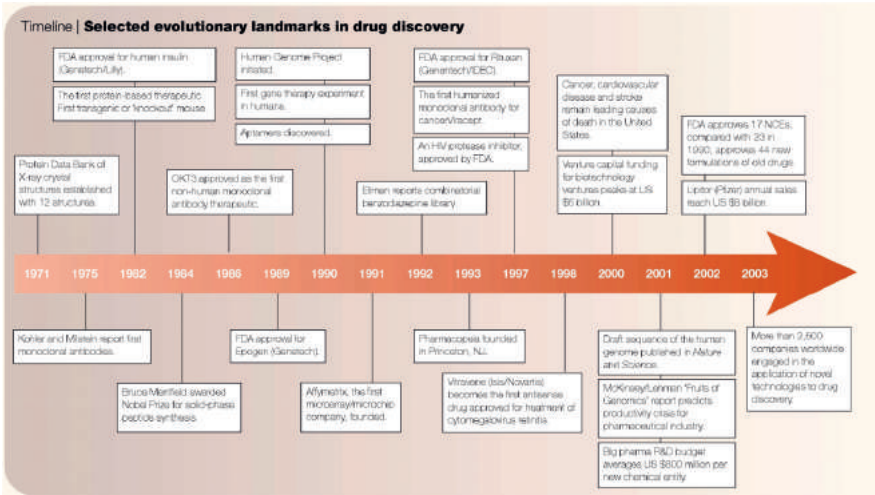 Timeline | Selected evolutionary landmarks in drug discovery
FDA approval for human insulin
(Genetech/Lilly).
The first protein-based therapeutic
First transgenic or 'knockout' mouse
Human Genome Project
initiated.
First gene therapy experiment
in humans.
Aptamers discovered.
FDA approval for Rituxan
(Genentech/IDEC).
The first humanized
monoclonal antibody for
An HIV protease inhibitor,
approved by FDA.
Cancer, cardiovascular
disease and stroke
remain leading causes
of death in the United
States.
Venture capital funding
for biotechnology
ventures peaks at US
billion.
FDA approves 17 NCEs,
compared with 23 in
1990; approves 44 new
formulations of old drugs.
Lipitor (Pfizer) annual sales
reach US $8 billion.
Protein Data Bank of
X-ray crystal
structures established
with 12 structures.
OKT3 approved as the first
non-human monoclonal
antibody therapeutic.
Ellman reports combinatorial
benzodiazepine library.
1971 1975 1982 1984 1986 1989 1990 1991 1992 1993 1997 1998 2000 2001 2002 2003
Kohler and Milstein report first
monoclonal antibodies.
Bruce Merrifield awarded
Nobel Prize for solid-phase
peptide synthesis.
FDA approval for
Epogen (Genetech).
Affymetrix, the first
microarray/microchip
company, founded.
Pharmacopeia founded
in Princeton, NJ.
Vitravene (Isis/Novartis)
becomes the first antisense
drug approved for treatment of
cytomegalovirus retinitis.
Draft sequence of the human
genome published in Nature
and Science.
McKinsey/Lehman "Fruits of
Genomics" report predicts
productivity crisis for
pharmaceutical industry.
Big pharma R&D budget
averages US $800 million per
new chemical entity.
More than 2,500
companies worldwide
engaged in the
application of novel
technologies to drug
discovery.